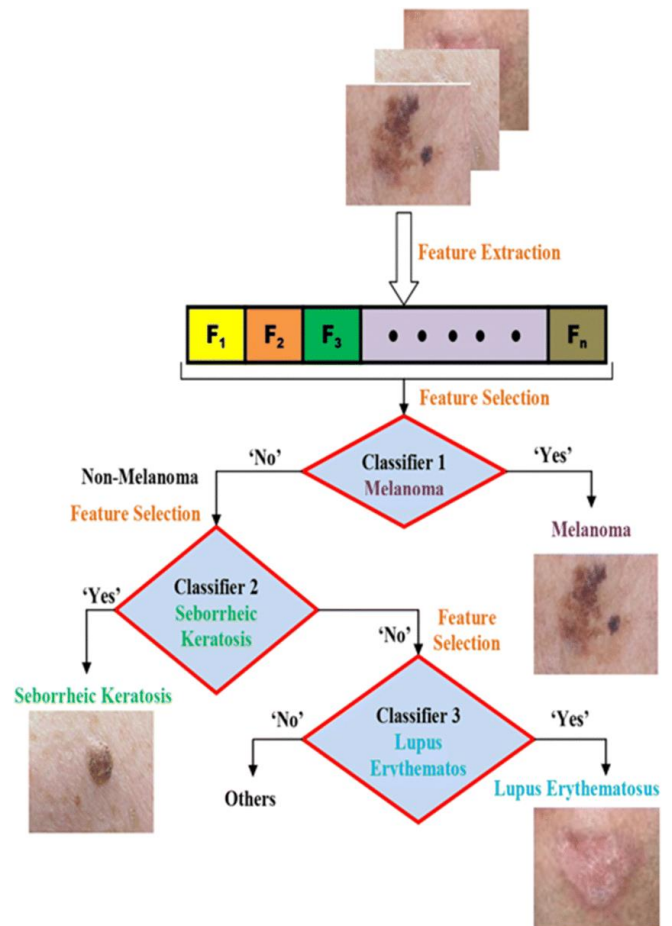 Feature Extraction
F1 F2 F3 • • • • • Fn
Feature Selection
'No'
Classifier 1
Melanoma
'Yes'
Non-Melanoma
Feature Selection
Melanoma
'Yes'
Classifier 2
Seborrheic
Keratosis
'No'
Feature
Selection
Seborrheic Keratosis
'No'
Classifier 3
Lupus
Erythematos
'Yes'
Others
Lupus Erythematosus